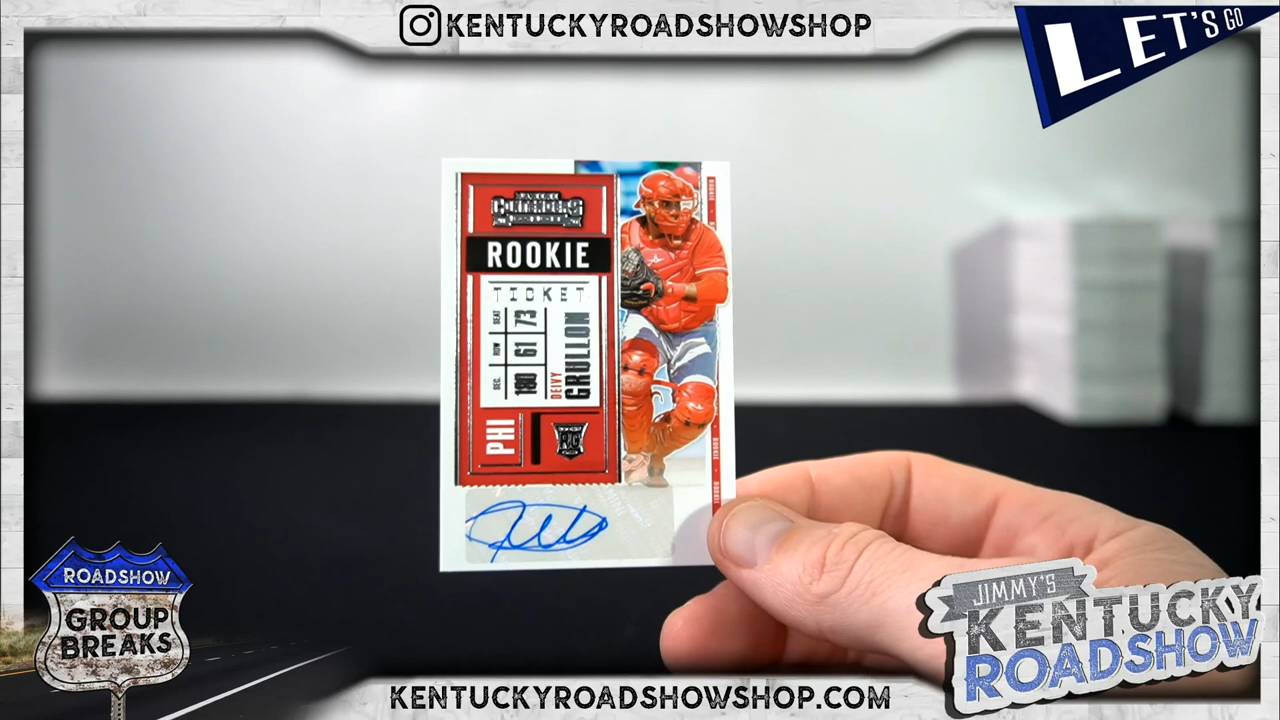 KENTUCKYROADSHOWSHOP
LET'S GO
CONTENDERS
ROOKIE
TICKET
SEAT 73
ROW 61
SEC. 180
DEIVY
GRULLON
PHI
RC
ROOKIE
ROADSHOW
GROUP
BREAKS
JIMMY'S
KENTUCKY
ROADSHOW
KENTUCKYROADSHOWSHOP.COM